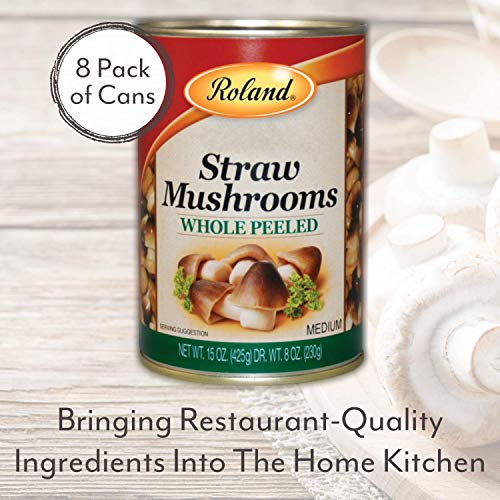 8 Pack
of Cans
Roland®
Straw
Mushrooms
WHOLE PEELED
SERVING SUGGESTION
MEDIUM
NET WT. 15 OZ. (425g) DR. WT. 8 OZ. (230g)
Bringing Restaurant-Quality
Ingredients Into The Home Kitchen